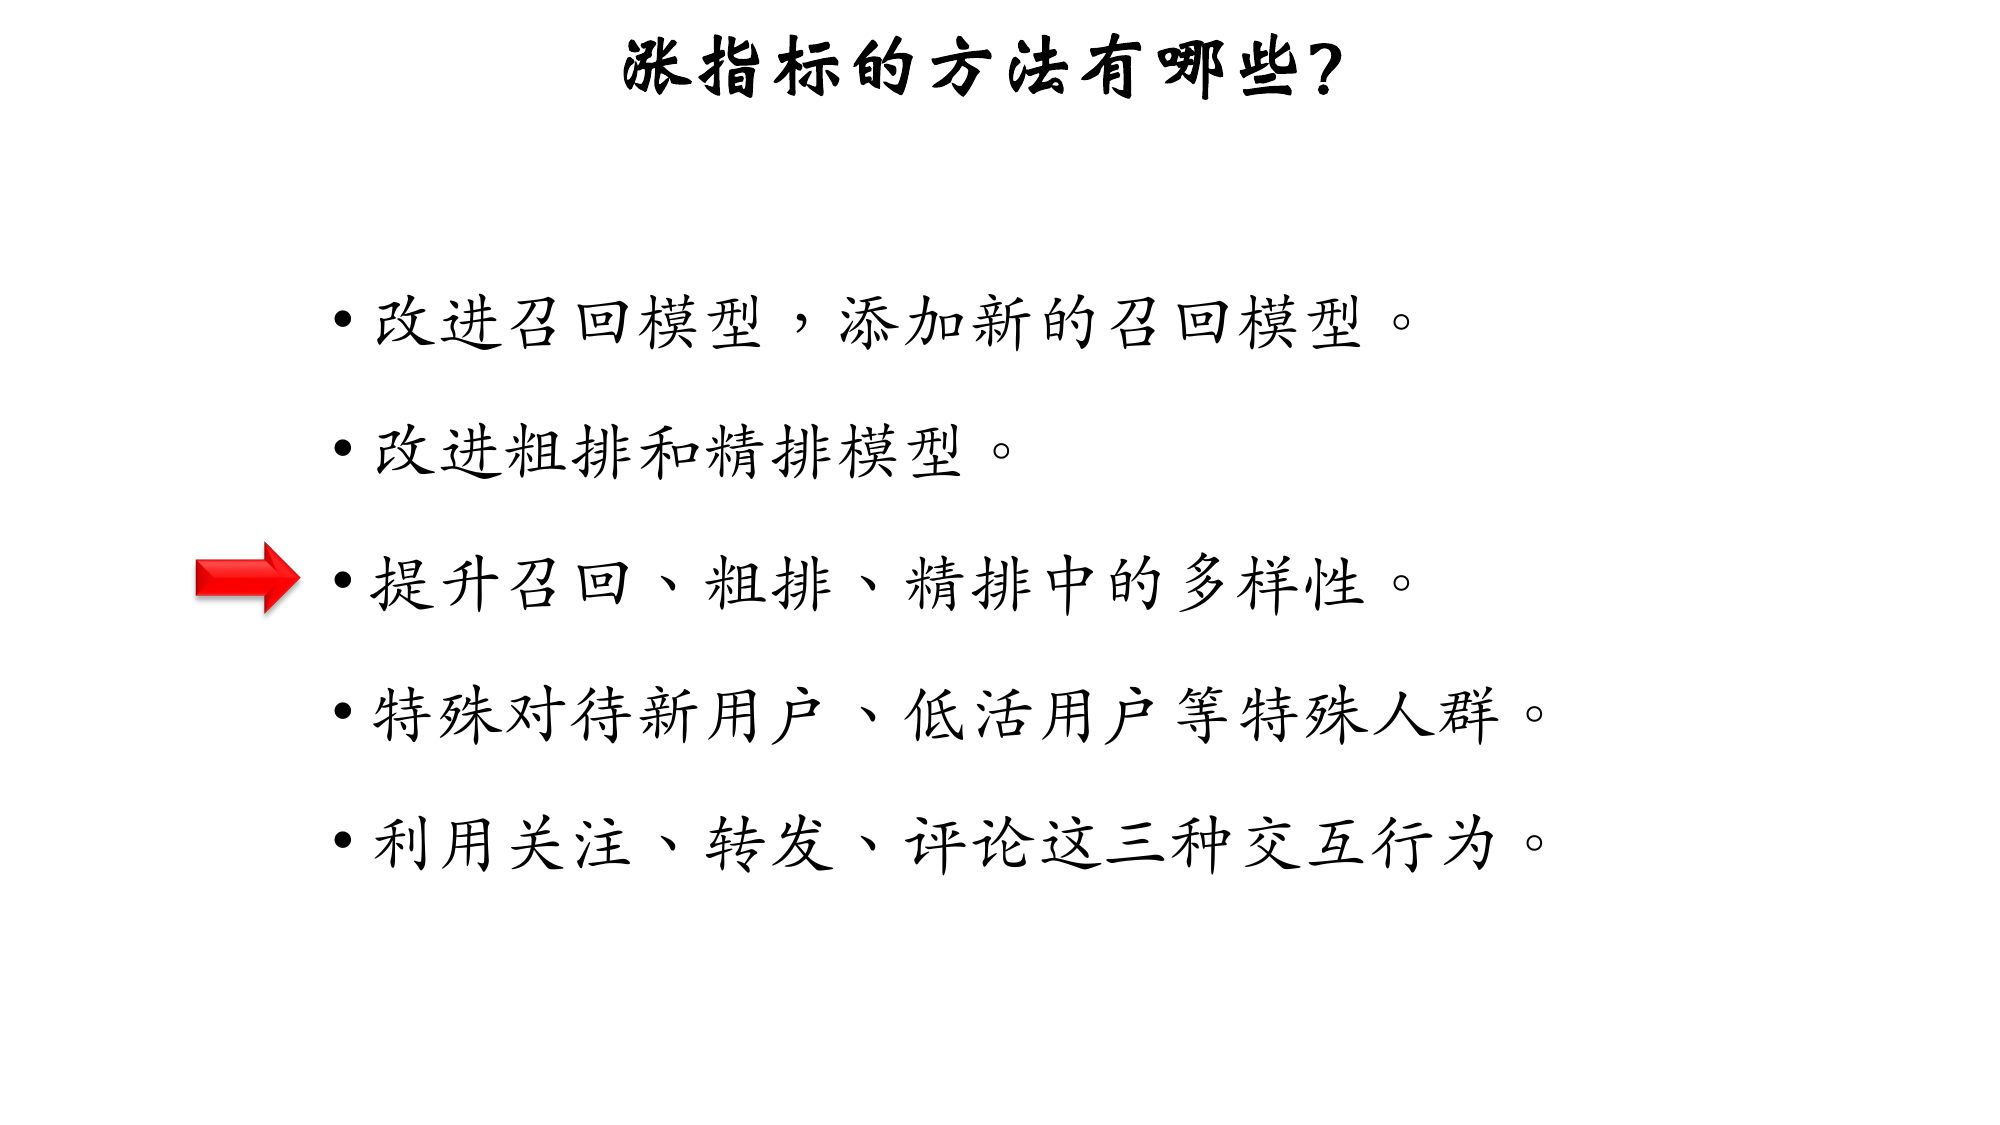 涨指标的方法有哪些？
• 改进召回模型，添加新的召回模型。
• 改进粗排和精排模型。
• 提升召回、粗排、精排中的多样性。
• 特殊对待新用户、低活用户等特殊人群。
• 利用关注、转发、评论这三种交互行为。